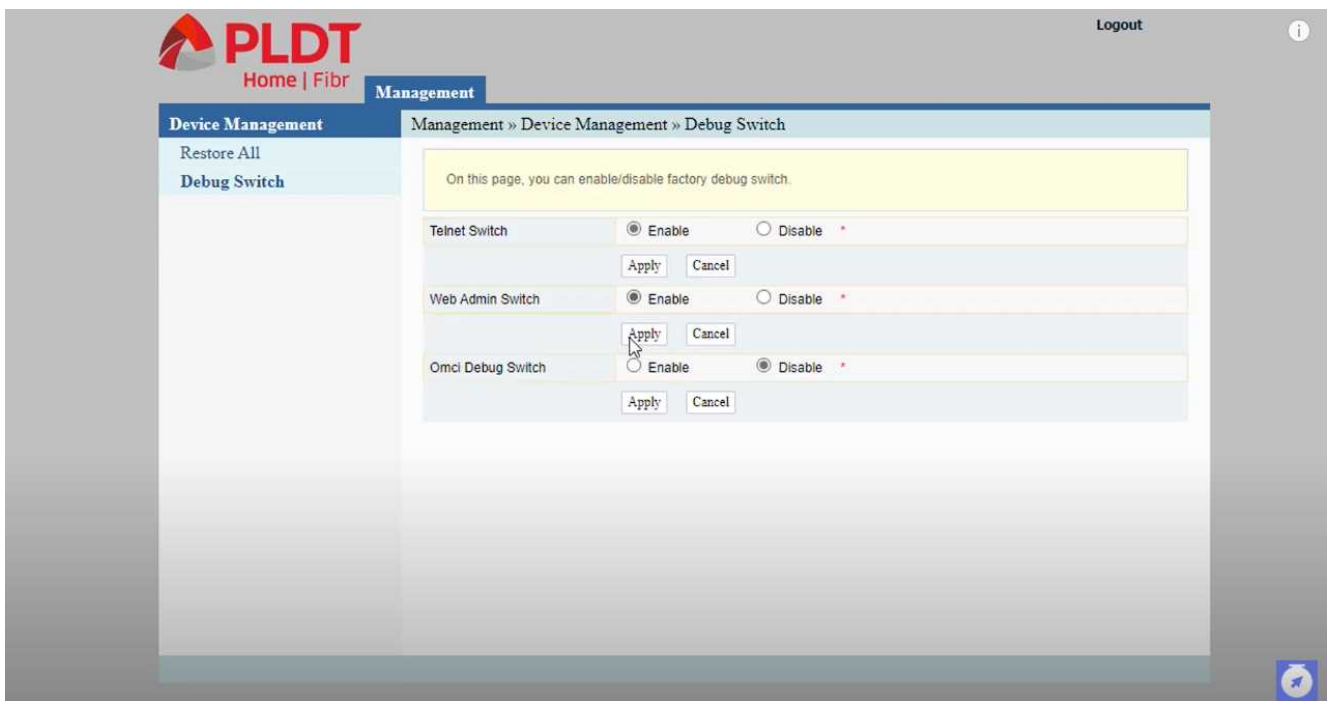 PLDT
Home | Fibr
Logout
Management
Device Management
Restore All
Debug Switch
Management » Device Management » Debug Switch
On this page, you can enable/disable factory debug switch.
Telnet Switch Enable Disable *
Apply Cancel
Web Admin Switch Enable Disable *
Apply Cancel
Omci Debug Switch Enable Disable *
Apply Cancel